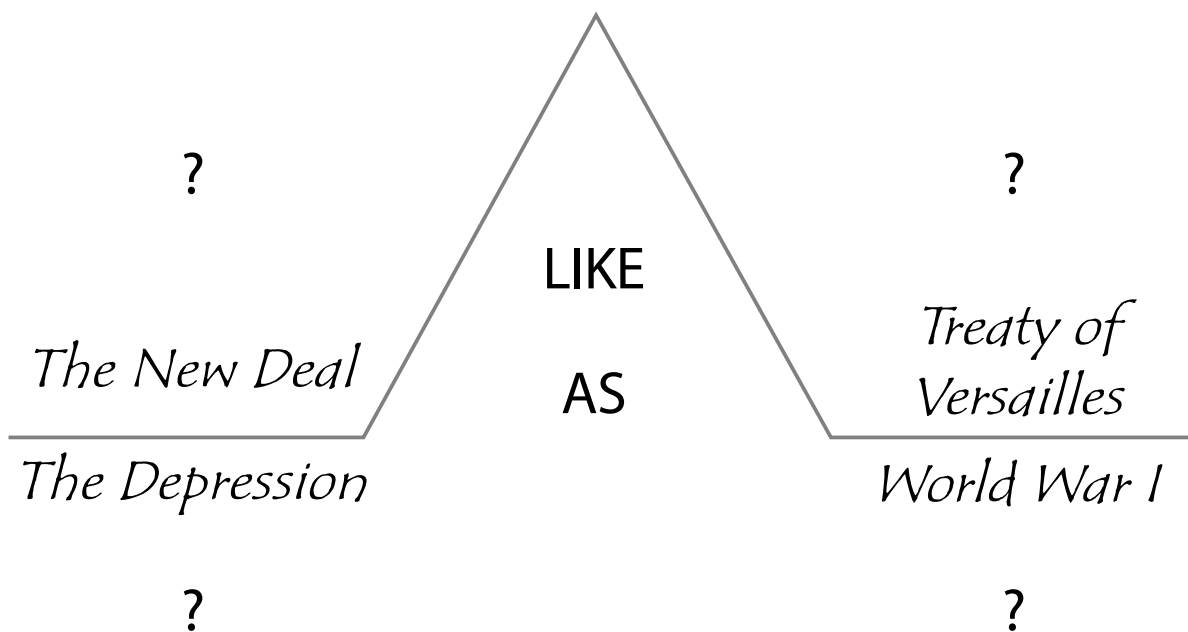 ?
?
LIKE
AS
The New Deal
Treaty of
Versailles
The Depression
World War I
?
?